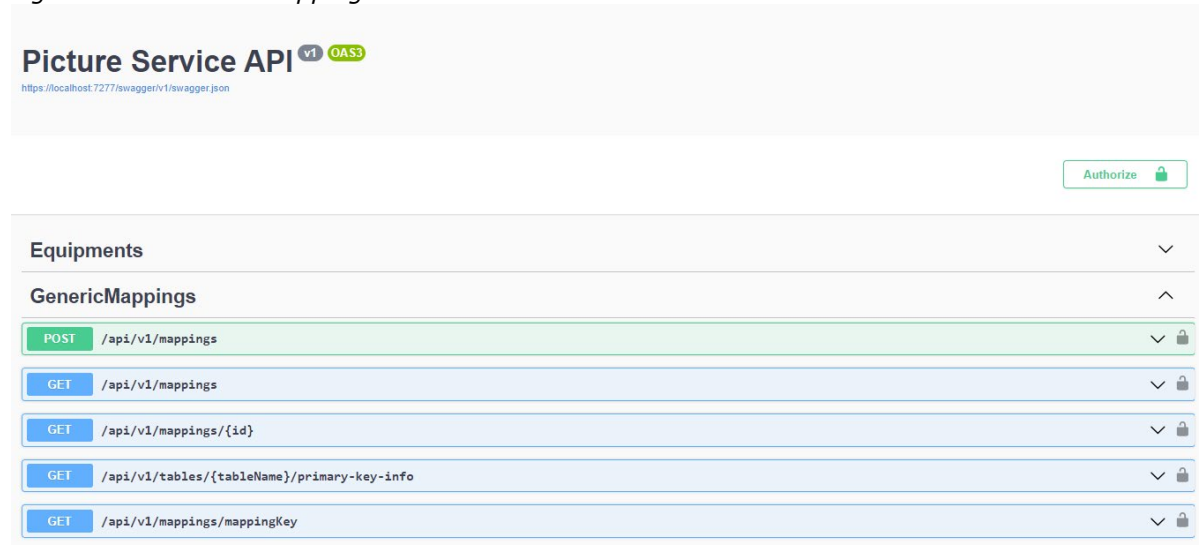 Picture Service API v1 OAS3
https://localhost:7277/swagger/v1/swagger.json
Authorize
Equipments
GenericMappings
POST /api/v1/mappings
GET /api/v1/mappings
GET /api/v1/mappings/{id}
GET /api/v1/tables/{tableName}/primary-key-info
GET /api/v1/mappings/mappingKey